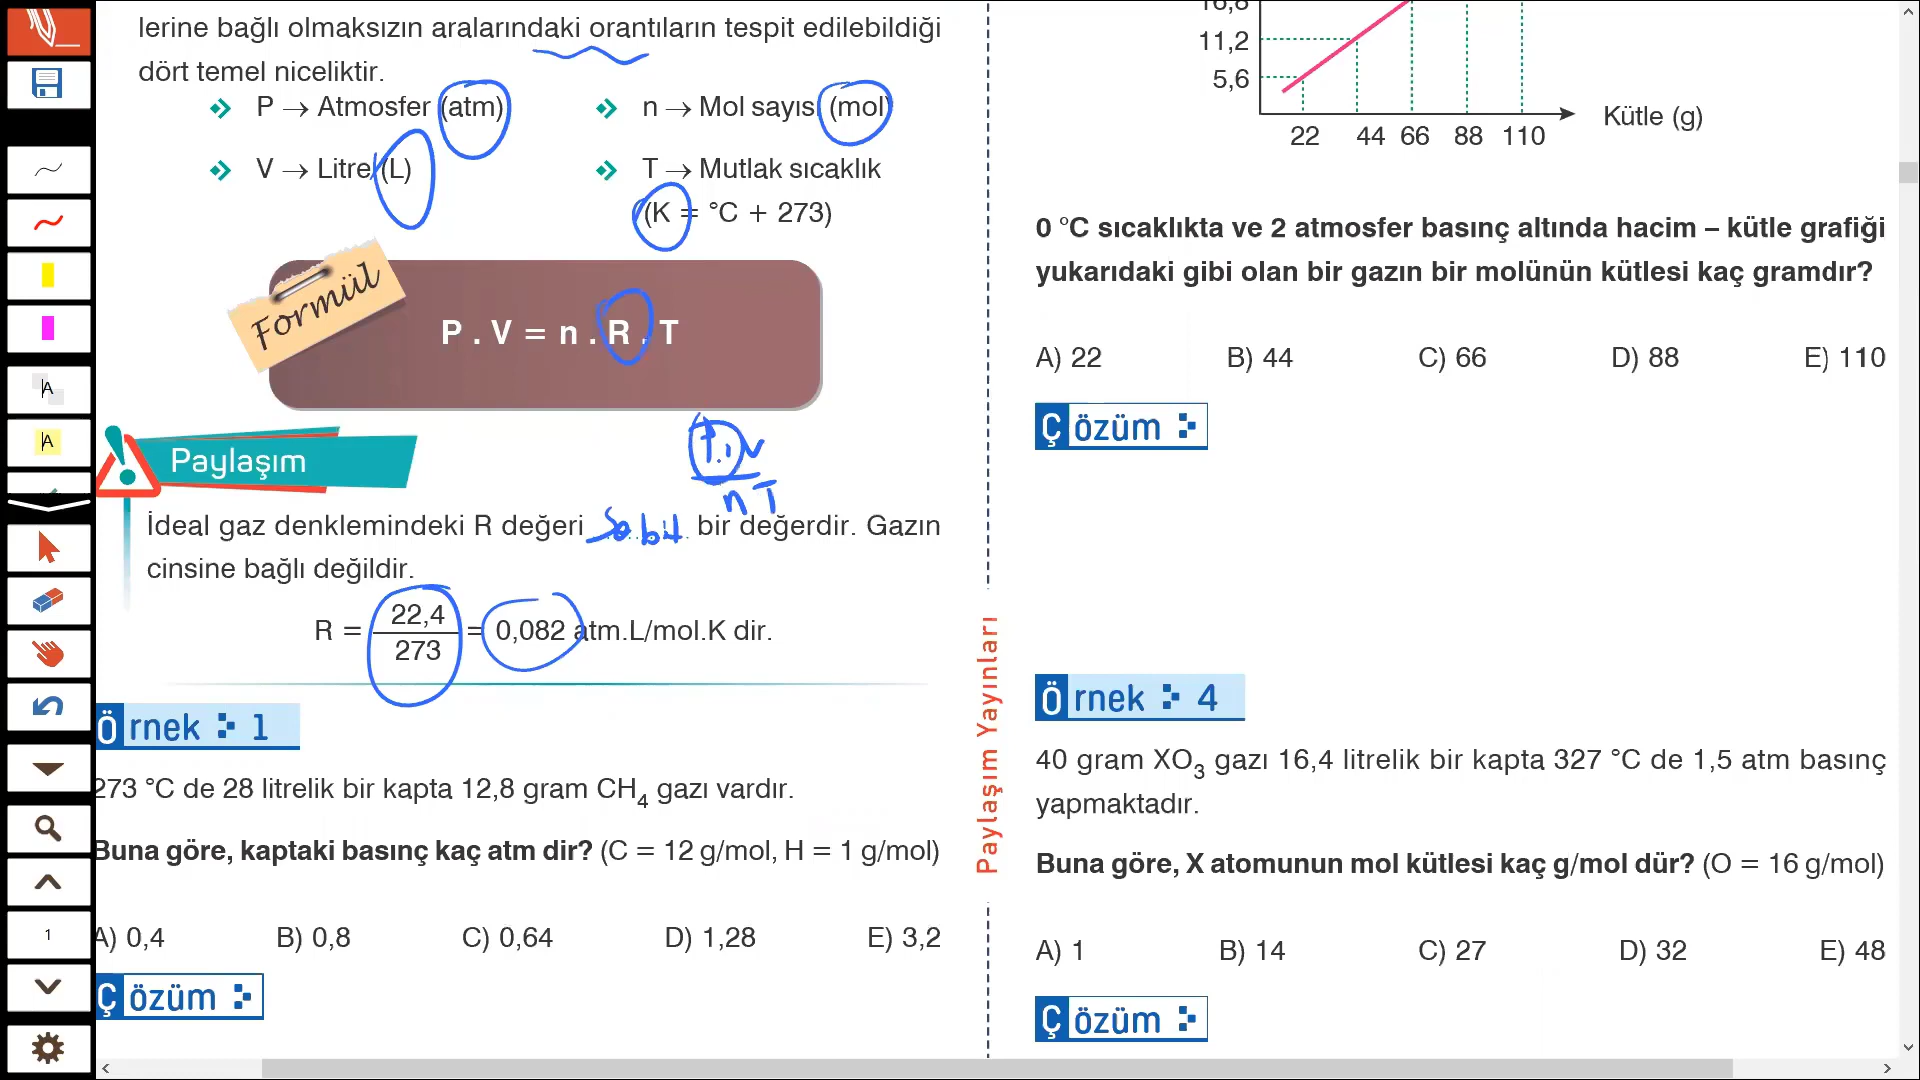 lerine bağlı olmaksızın aralarındaki orantıların tespit edilebildiği
dört temel niceliktir.
P → Atmosfer (atm)
n → Mol sayısı (mol)
V → Litre (L)
T → Mutlak sıcaklık
(K = °C + 273)
Formül
P . V = n . R . T
Paylaşım
P.V
n T
İdeal gaz denklemindeki R değeri sabit bir değerdir. Gazın
cinsine bağlı değildir.
R = 22,4 / 273 = 0,082 atm.L/mol.K dir.
Örnek 1
273 °C de 28 litrelik bir kapta 12,8 gram CH4 gazı vardır.
Buna göre, kaptaki basınç kaç atm dir? (C = 12 g/mol, H = 1 g/mol)
A) 0,4 B) 0,8 C) 0,64 D) 1,28 E) 3,2
Çözüm
Paylaşım Yayınları
16,8
11,2
5,6
22 44 66 88 110
Kütle (g)
0 °C sıcaklıkta ve 2 atmosfer basınç altında hacim – kütle grafiği
yukarıdaki gibi olan bir gazın bir molünün kütlesi kaç gramdır?
A) 22 B) 44 C) 66 D) 88 E) 110
Çözüm
Örnek 4
40 gram XO3 gazı 16,4 litrelik bir kapta 327 °C de 1,5 atm basınç
yapmaktadır.
Buna göre, X atomunun mol kütlesi kaç g/mol dür? (O = 16 g/mol)
A) 1 B) 14 C) 27 D) 32 E) 48
Çözüm
A
A
1